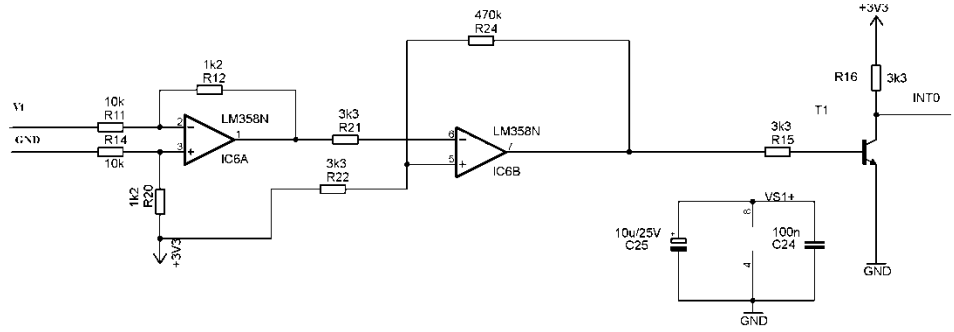 470k
R24
+3V3
1k2
R12
R16
3k3
10k
R11
LM358N
3k3
R21
LM358N
T1
INT0
V1
2
1
6
7
3k3
R15
GND
R14
10k
3
IC6A
3k3
R22
5
IC6B
1k2
R20
+3V3
VS1+
8
10u/25V
C25
+
100n
C24
4
GND
GND